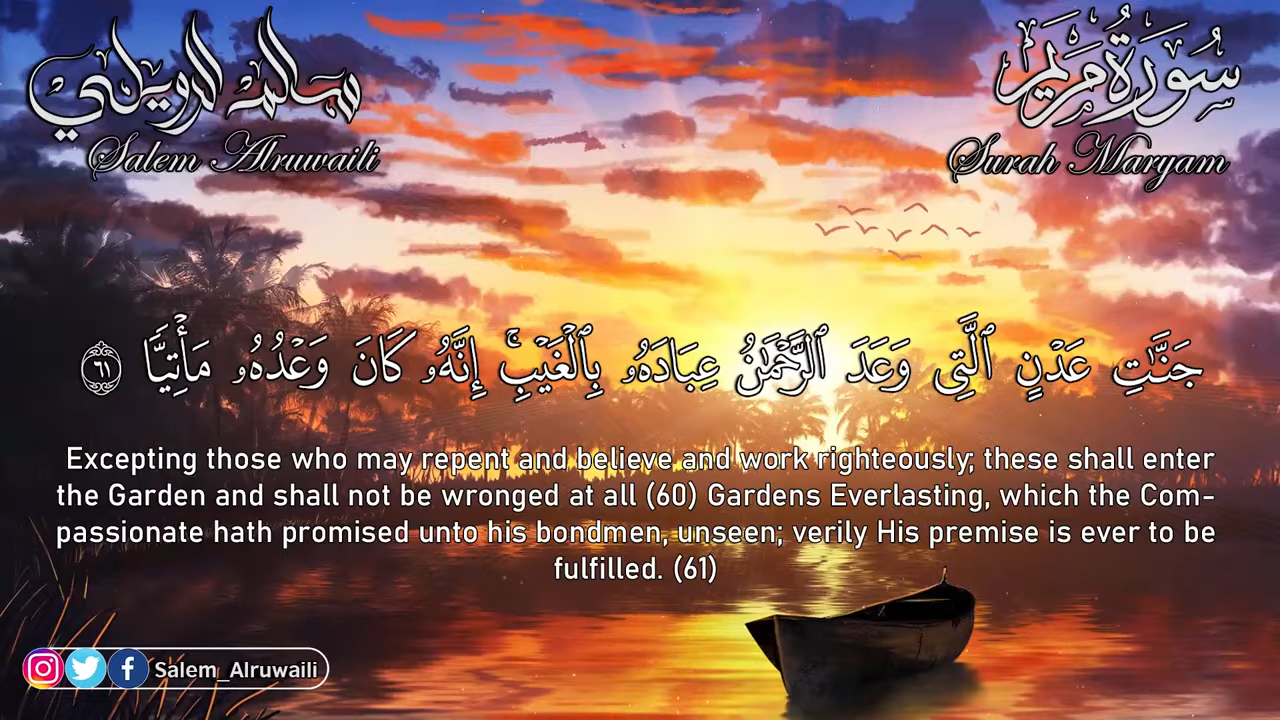 سالم الرويلي
Salem Alruwaili
سورة مريم
Surah Maryam
جَنَّٰتِ عَدْنٍ ٱلَّتِى وَعَدَ ٱلرَّحْمَٰنُ عِبَادَهُۥ بِٱلْغَيْبِۚ إِنَّهُۥ كَانَ وَعْدُهُۥ مَأْتِيًّا ٦١
Excepting those who may repent and believe and work righteously; these shall enter
the Garden and shall not be wronged at all (60) Gardens Everlasting, which the Com-
passionate hath promised unto his bondmen, unseen; verily His premise is ever to be
fulfilled. (61)
Salem_Alruwaili